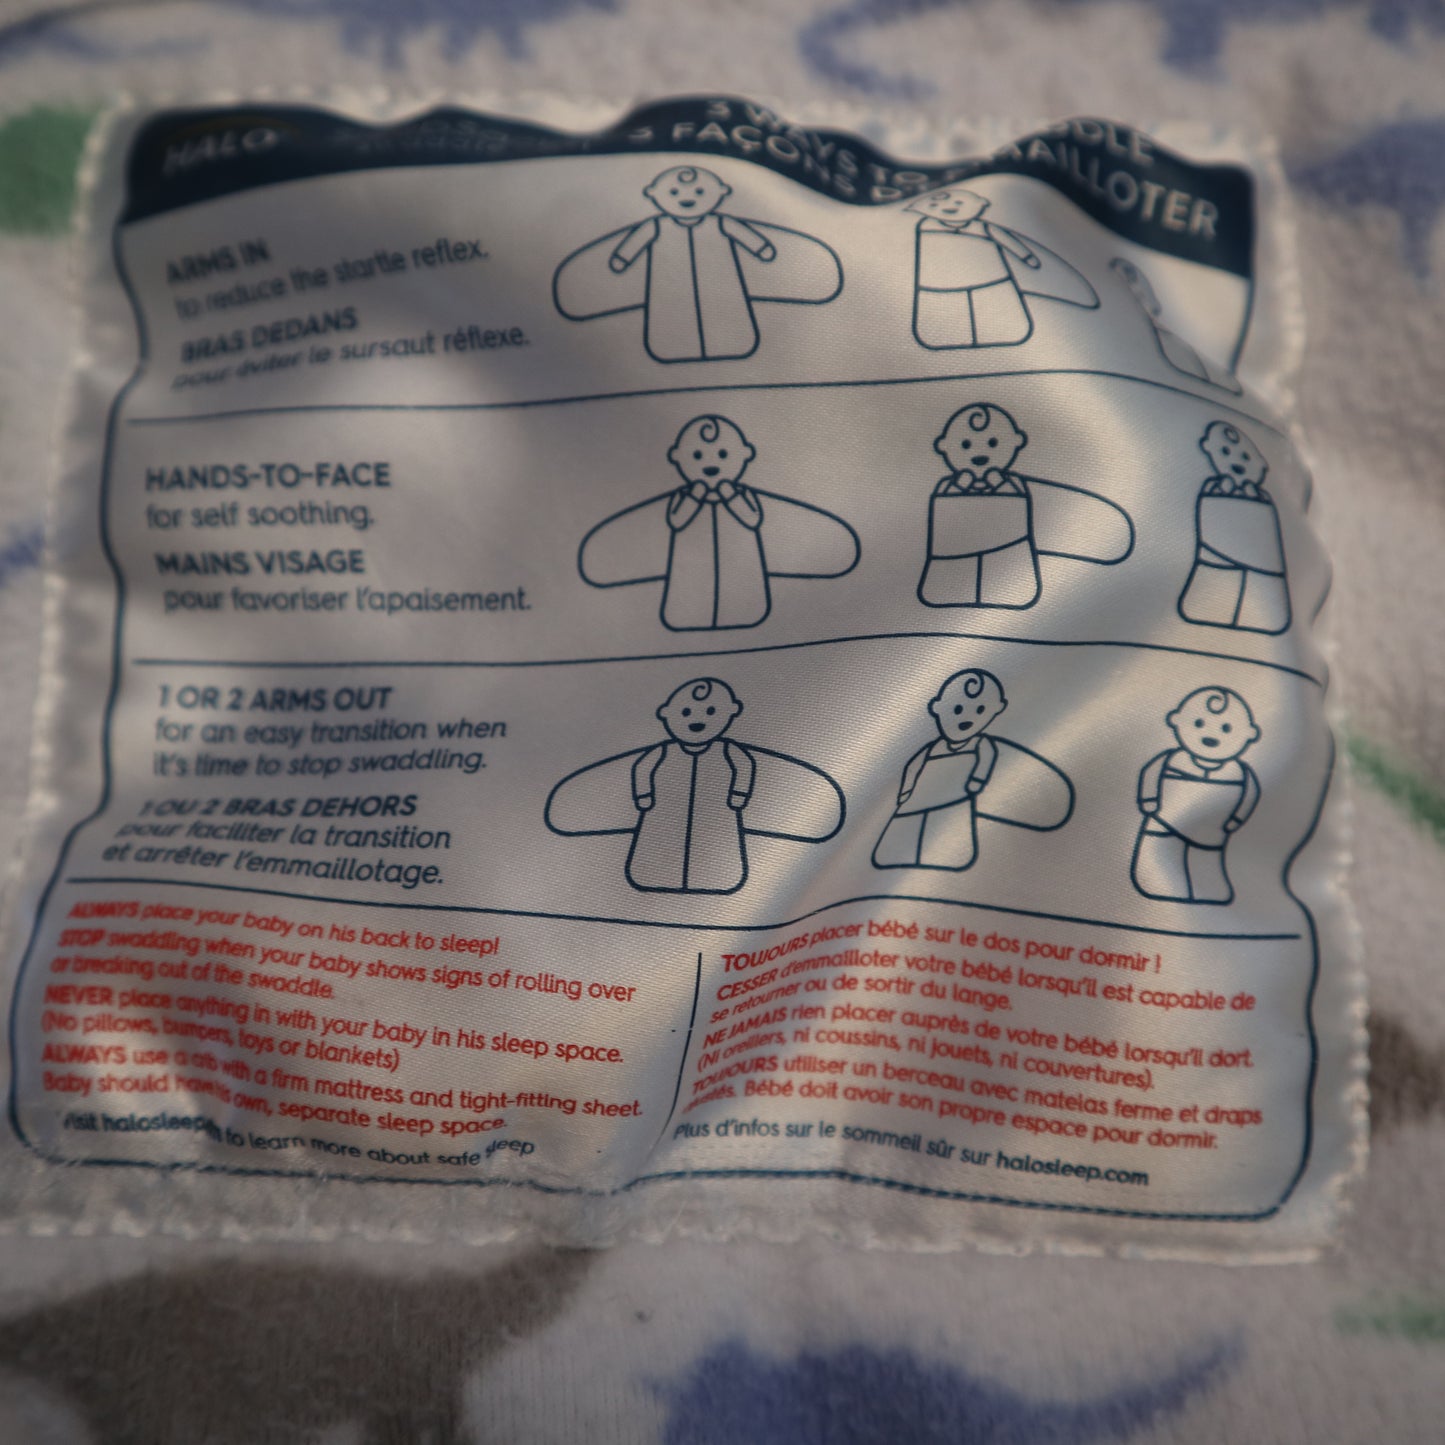 HALO
3 WAYS TO
3 FAÇONS D MAILLOTER
ARMS IN
to reduce the startle reflex.
BRAS DEDANS
pour éviter le sursaut réflexe.
HANDS-TO-FACE
for self soothing.
MAINS VISAGE
pour favoriser l'apaisement.
1 OR 2 ARMS OUT
for an easy transition when
it's time to stop swaddling.
1 OU 2 BRAS DEHORS
pour faciliter la transition
et arrêter l'emmaillotage.
ALWAYS place your baby on his back to sleep!
STOP swaddling when your baby shows signs of rolling over
or breaking out of the swaddle.
NEVER place anything in with your baby in his sleep space.
(No pillows, bumpers, toys or blankets)
ALWAYS use a crib with a firm mattress and tight-fitting sheet.
Baby should have his own, separate sleep space.
Visit halosleep to learn more about safe sleep
TOUJOURS placer bébé sur le dos pour dormir !
CESSER d'emmailloter votre bébé lorsqu'il est capable de
se retourner ou de sortir du lange.
NE JAMAIS rien placer auprès de votre bébé lorsqu'il dort.
(Ni oreillers, ni coussins, ni jouets, ni couvertures).
TOUJOURS utiliser un berceau avec matelas ferme et draps
Bébé doit avoir son propre espace pour dormir.
Plus d'infos sur le sommeil sûr sur halosleep.com